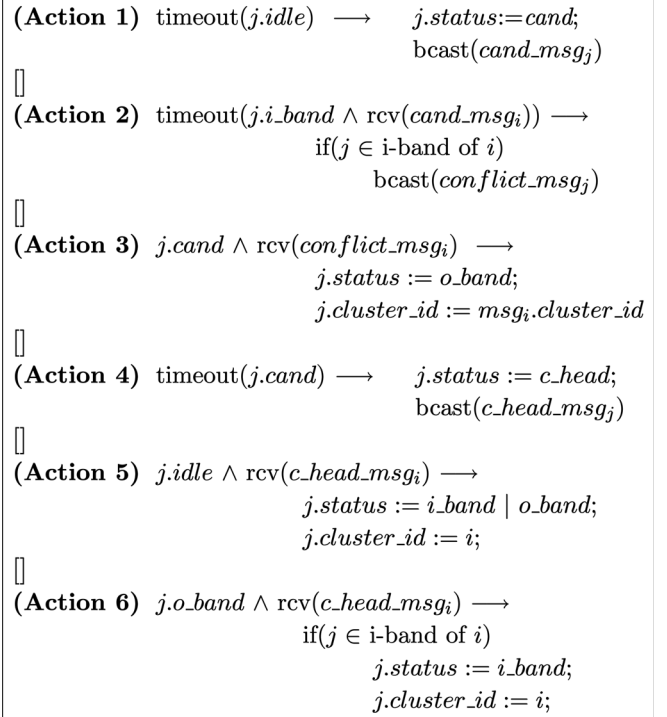 (Action 1) timeout(j.idle) ⟶ j.status:=cand;
bcast(cand_msg_j)
[]
(Action 2) timeout(j.i_band ∧ rcv(cand_msg_i)) ⟶
if(j ∈ i-band of i)
bcast(conflict_msg_j)
[]
(Action 3) j.cand ∧ rcv(conflict_msg_i) ⟶
j.status := o_band;
j.cluster_id := msg_i.cluster_id
[]
(Action 4) timeout(j.cand) ⟶ j.status := c_head;
bcast(c_head_msg_j)
[]
(Action 5) j.idle ∧ rcv(c_head_msg_i) ⟶
j.status := i_band | o_band;
j.cluster_id := i;
[]
(Action 6) j.o_band ∧ rcv(c_head_msg_i) ⟶
if(j ∈ i-band of i)
j.status := i_band;
j.cluster_id := i;